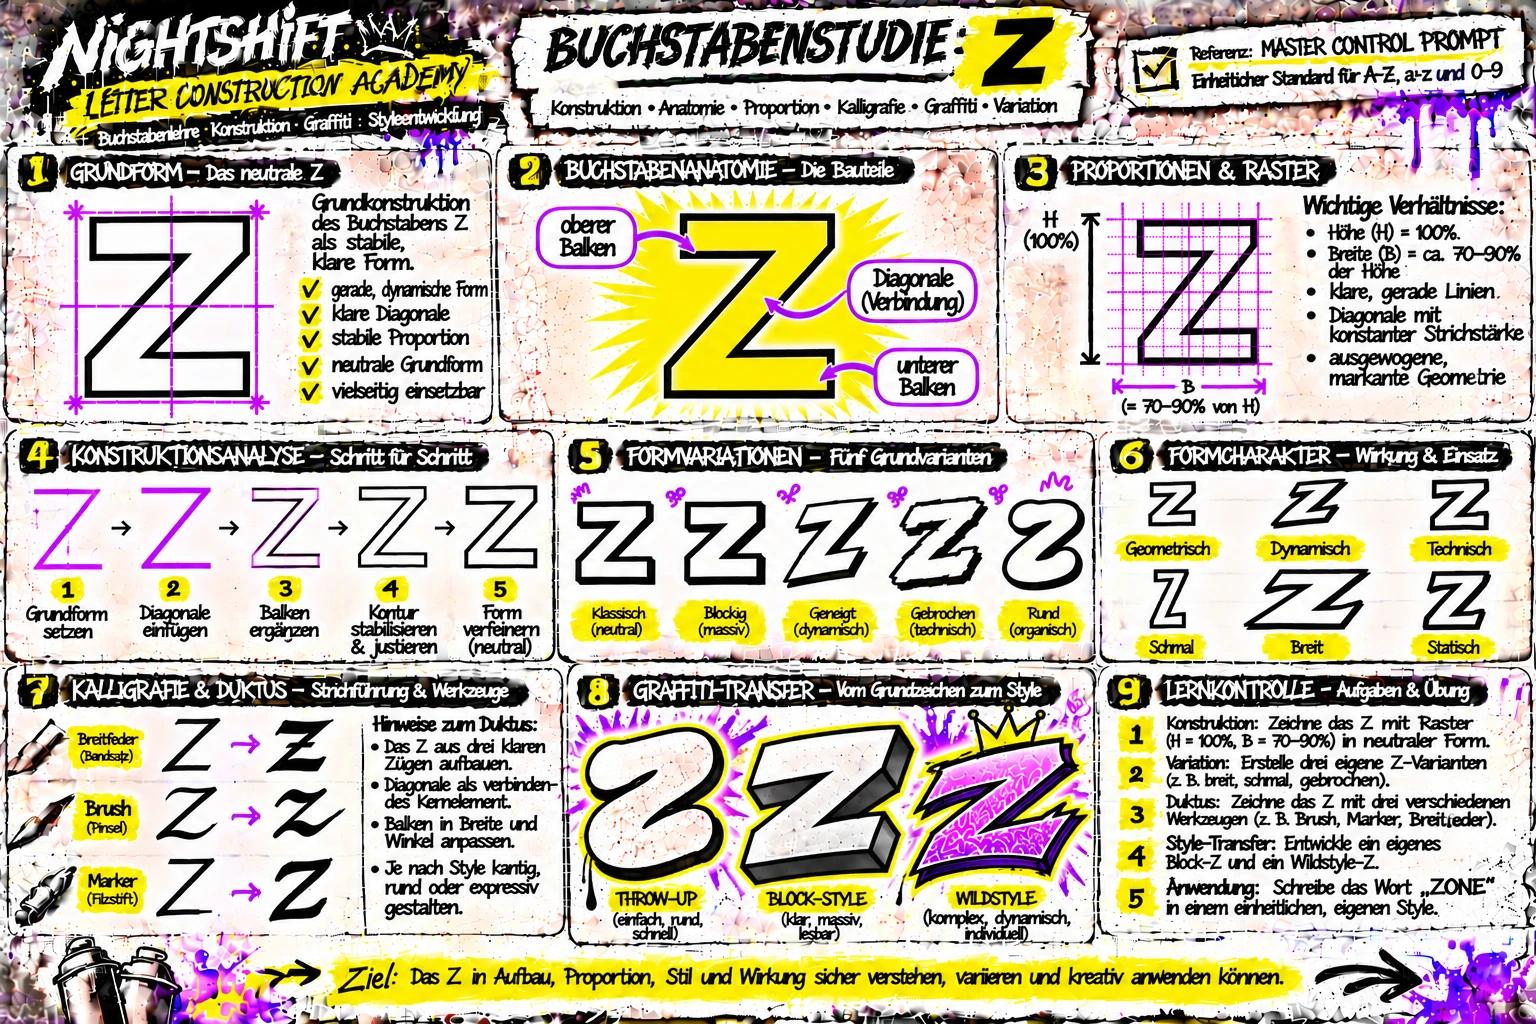 NIGHTSHIFT
LETTER CONSTRUCTION ACADEMY
Buchstabenlehre · Konstruktion · Graffiti : Styleentwicklung
BUCHSTABENSTUDIE: Z
Konstruktion • Anatomie • Proportion • Kalligrafie • Graffiti • Variation
Referenz: MASTER CONTROL PROMPT
Einheitlicher Standard für A-Z, a-z und 0-9
1 GRUNDFORM – Das neutrale Z
Z
Grundkonstruktion
des Buchstabens Z
als stabile,
klare Form.
✓ gerade, dynamische Form
✓ klare Diagonale
✓ stabile Proportion
✓ neutrale Grundform
✓ vielseitig einsetzbar
2 BUCHSTABENANATOMIE – Die Bauteile
Z
oberer
Balken
Diagonale
(Verbindung)
unterer
Balken
3 PROPORTIONEN & RASTER
H
(100%)
Z
B
(= 70–90% von H)
Wichtige Verhältnisse:
• Höhe (H) = 100%.
• Breite (B) = ca. 70–90%
der Höhe
• klare, gerade Linien.
• Diagonale mit
konstanter Strichstärke
• ausgewogene,
markante Geometrie
4 KONSTRUKTIONSANALYSE – Schritt für Schritt
Z → Z → Z → Z → Z
1
Grundform
setzen
2
Diagonale
einfügen
3
Balken
ergänzen
4
Kontur
stabilisieren
& justieren
5
Form
verfeinern
(neutral)
5 FORMVARIATIONEN – Fünf Grundvarianten
Z Z Z Z Z
Klassisch
(neutral)
Blockig
(massiv)
Geneigt
(dynamisch)
Gebrochen
(technisch)
Rund
(organisch)
6 FORMCHARAKTER – Wirkung & Einsatz
Z Z Z
Geometrisch Dynamisch Technisch
Z Z Z
Schmal Breit Statisch
7 KALLIGRAFIE & DUKTUS – Strichführung & Werkzeuge
Breitfeder
(Bandsatz)
Z → Z
Brush
(Pinsel)
Z → Z
Marker
(Filzstift)
Z → Z
Hinweise zum Duktus:
• Das Z aus drei klaren
Zügen aufbauen.
• Diagonale als verbinden-
des Kernelement.
• Balken in Breite und
Winkel anpassen.
• Je nach Style kantig,
rund oder expressiv
gestalten.
8 GRAFFITI-TRANSFER – Vom Grundzeichen zum Style
Z Z Z
THROW-UP
(einfach, rund,
schnell)
BLOCK-STYLE
(klar, massiv,
lesbar)
WILDSTYLE
(komplex, dynamisch,
individuell)
9 LERNKONTROLLE – Aufgaben & Übung
1 Konstruktion: Zeichne das Z mit Raster
(H = 100%, B = 70–90%) in neutraler Form.
2 Variation: Erstelle drei eigene Z-Varianten
(z. B. breit, schmal, gebrochen).
3 Duktus: Zeichne das Z mit drei verschiedenen
Werkzeugen (z. B. Brush, Marker, Breitfeder).
4 Style-Transfer: Entwickle ein eigenes
Block-Z und ein Wildstyle-Z.
5 Anwendung: Schreibe das Wort „ZONE“
in einem einheitlichen, eigenen Style.
Ziel: Das Z in Aufbau, Proportion, Stil und Wirkung sicher verstehen, variieren und kreativ anwenden können.